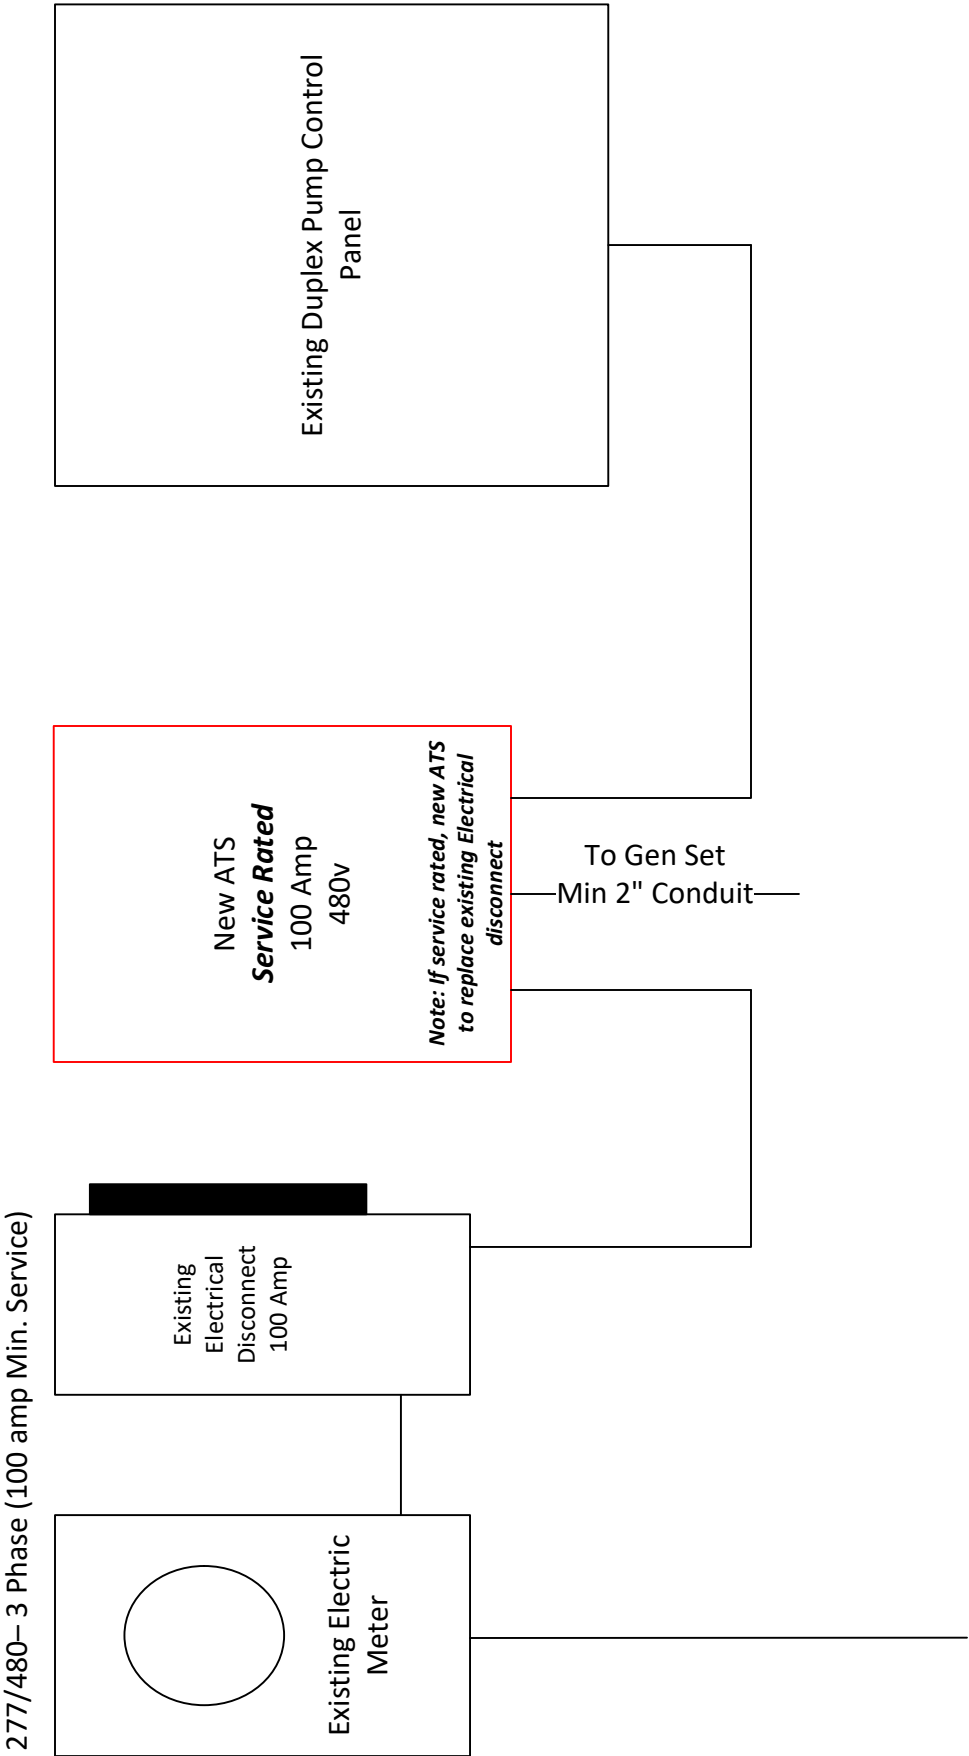 277/480– 3 Phase (100 amp Min. Service)
Existing Electric
Meter
Existing
Electrical
Disconnect
100 Amp
New ATS
Service Rated
100 Amp
480v
Note: If service rated, new ATS
to replace existing Electrical
disconnect
To Gen Set
Min 2" Conduit
Existing Duplex Pump Control
Panel